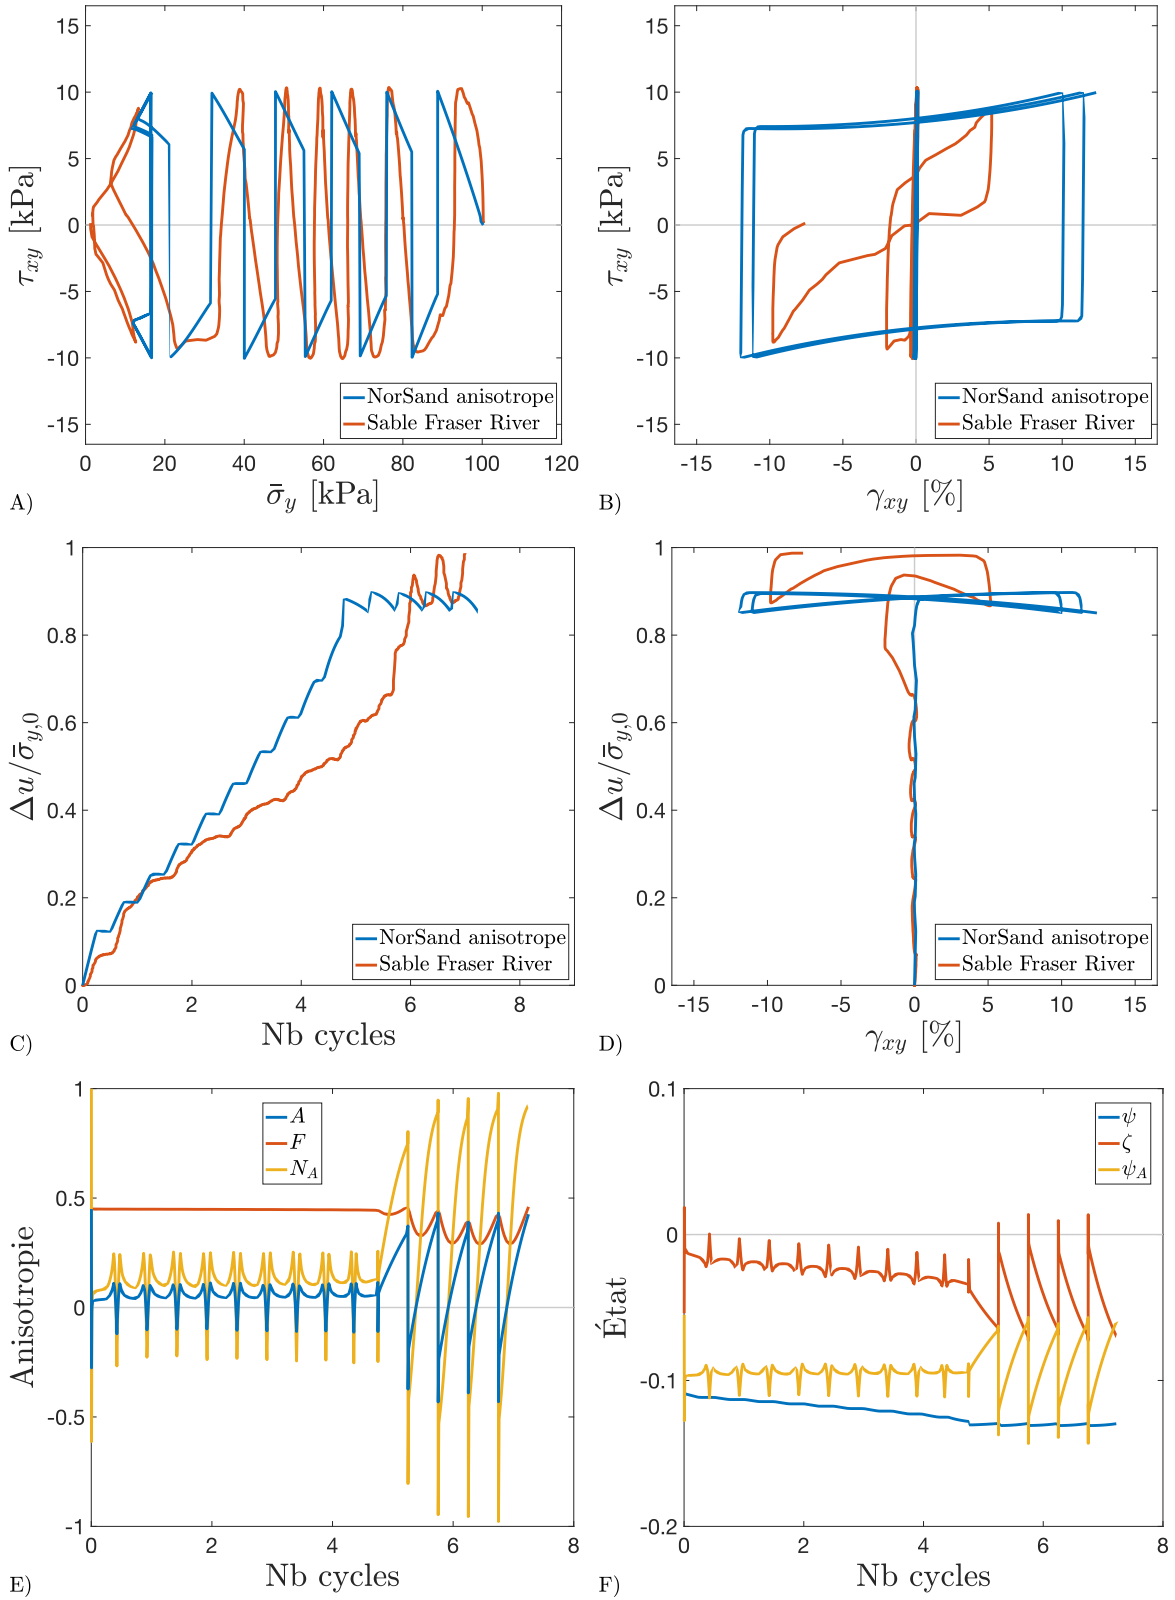 15
10
5
0
-5
-10
-15
τxy [kPa]
0 20 40 60 80 100 120
σ̄y [kPa]
NorSand anisotrope
Sable Fraser River
A)
15
10
5
0
-5
-10
-15
τxy [kPa]
-15 -10 -5 0 5 10 15
γxy [%]
NorSand anisotrope
Sable Fraser River
B)
1
0.8
0.6
0.4
0.2
0
Δu/σ̄y,0
0 2 4 6 8
Nb cycles
NorSand anisotrope
Sable Fraser River
C)
1
0.8
0.6
0.4
0.2
0
Δu/σ̄y,0
-15 -10 -5 0 5 10 15
γxy [%]
NorSand anisotrope
Sable Fraser River
D)
1
0.5
0
-0.5
-1
Anisotropie
A
F
NA
0 2 4 6 8
Nb cycles
E)
0.1
0
-0.1
-0.2
État
ψ
ζ
ψA
0 2 4 6 8
Nb cycles
F)